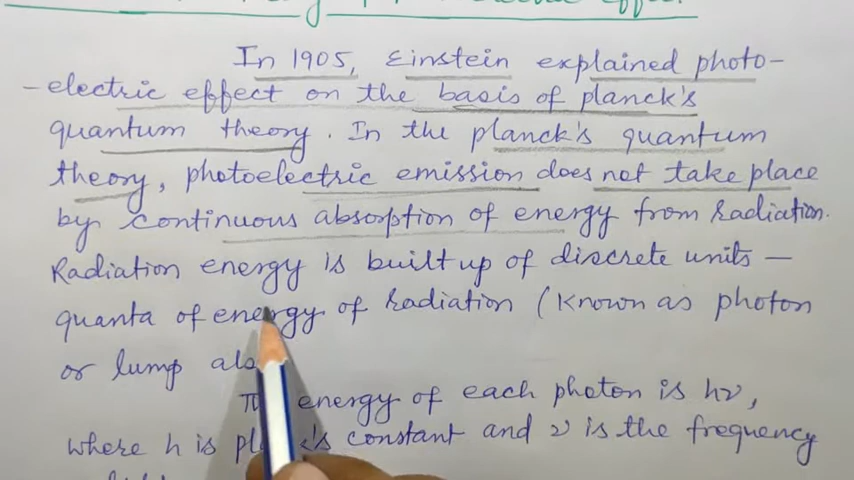 In 1905, Einstein explained photo-
-electric effect on the basis of planck's
quantum theory. In the planck's quantum
theory, photoelectric emission does not take place
by continuous absorption of energy from radiation.
Radiation energy is built up of discrete units -
quanta of energy of radiation (known as photon
or lump
energy of each photon is hν,
where h is constant and ν is the frequency